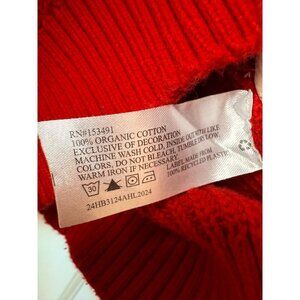 RN#153491
100% ORGANIC COTTON
EXCLUSIVE OF DECORATION
MACHINE WASH COLD, INSIDE OUT WITH LIKE
COLORS. DO NOT BLEACH, TUMBLE DRY LOW,
WARM IRON IF NECESSARY.
30
LABEL MADE FROM
100% RECYCLED PLASTIC
24HB3124AHL2024